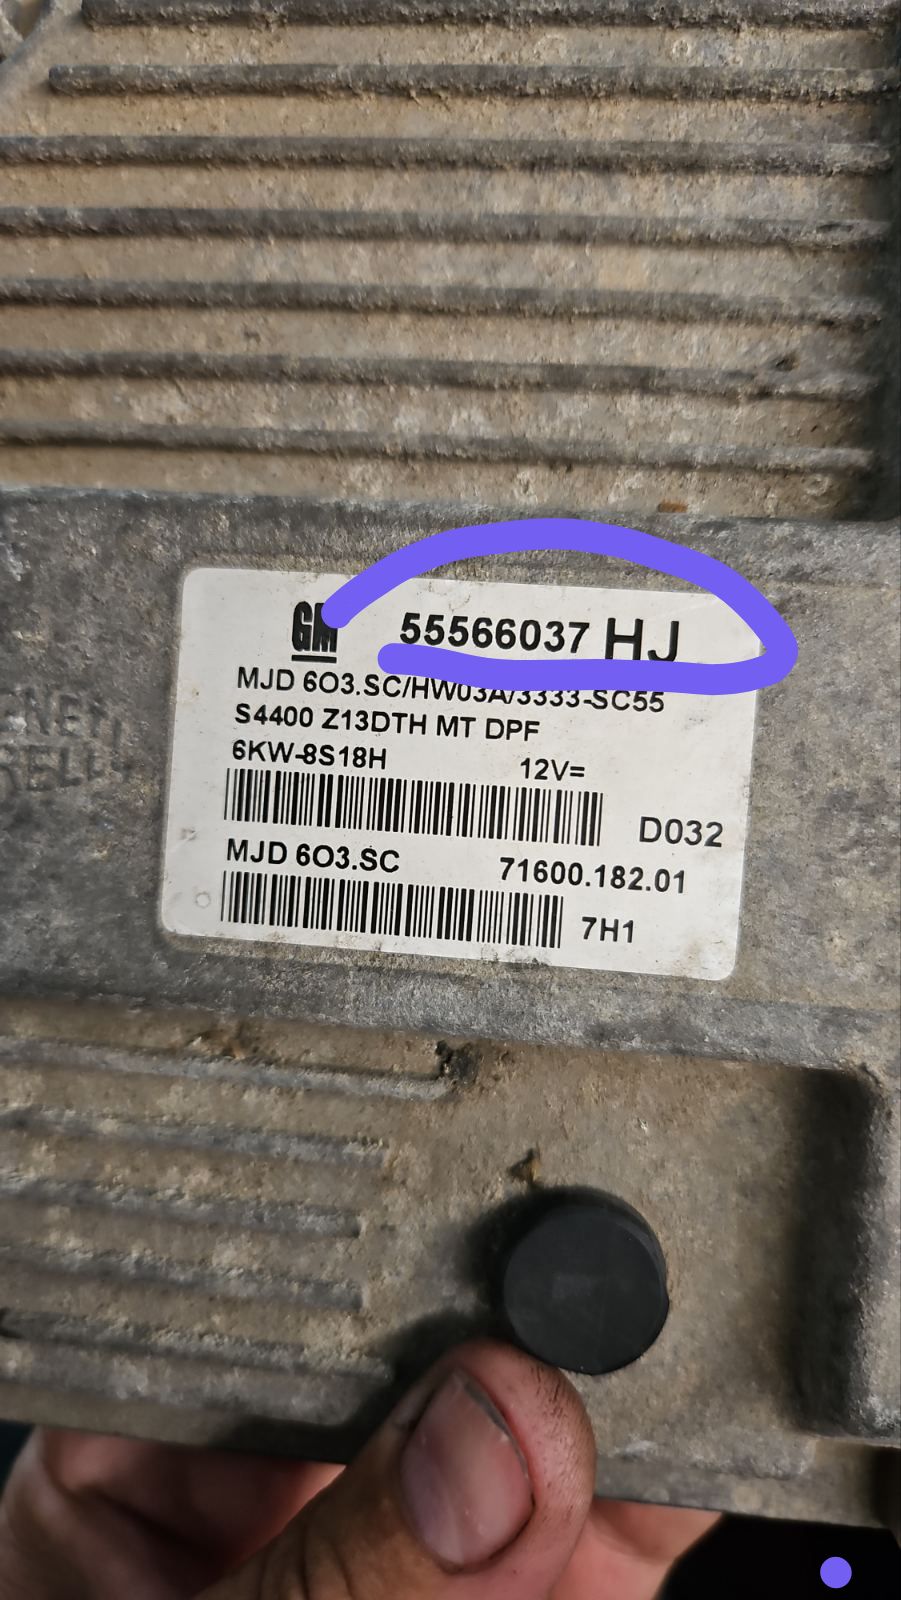 GM 55566037 HJ
MJD 6O3.SC/HW03A/3333-SC55
S4400 Z13DTH MT DPF
6KW-8S18H 12V=
D032
MJD 6O3.SC 71600.182.01
7H1